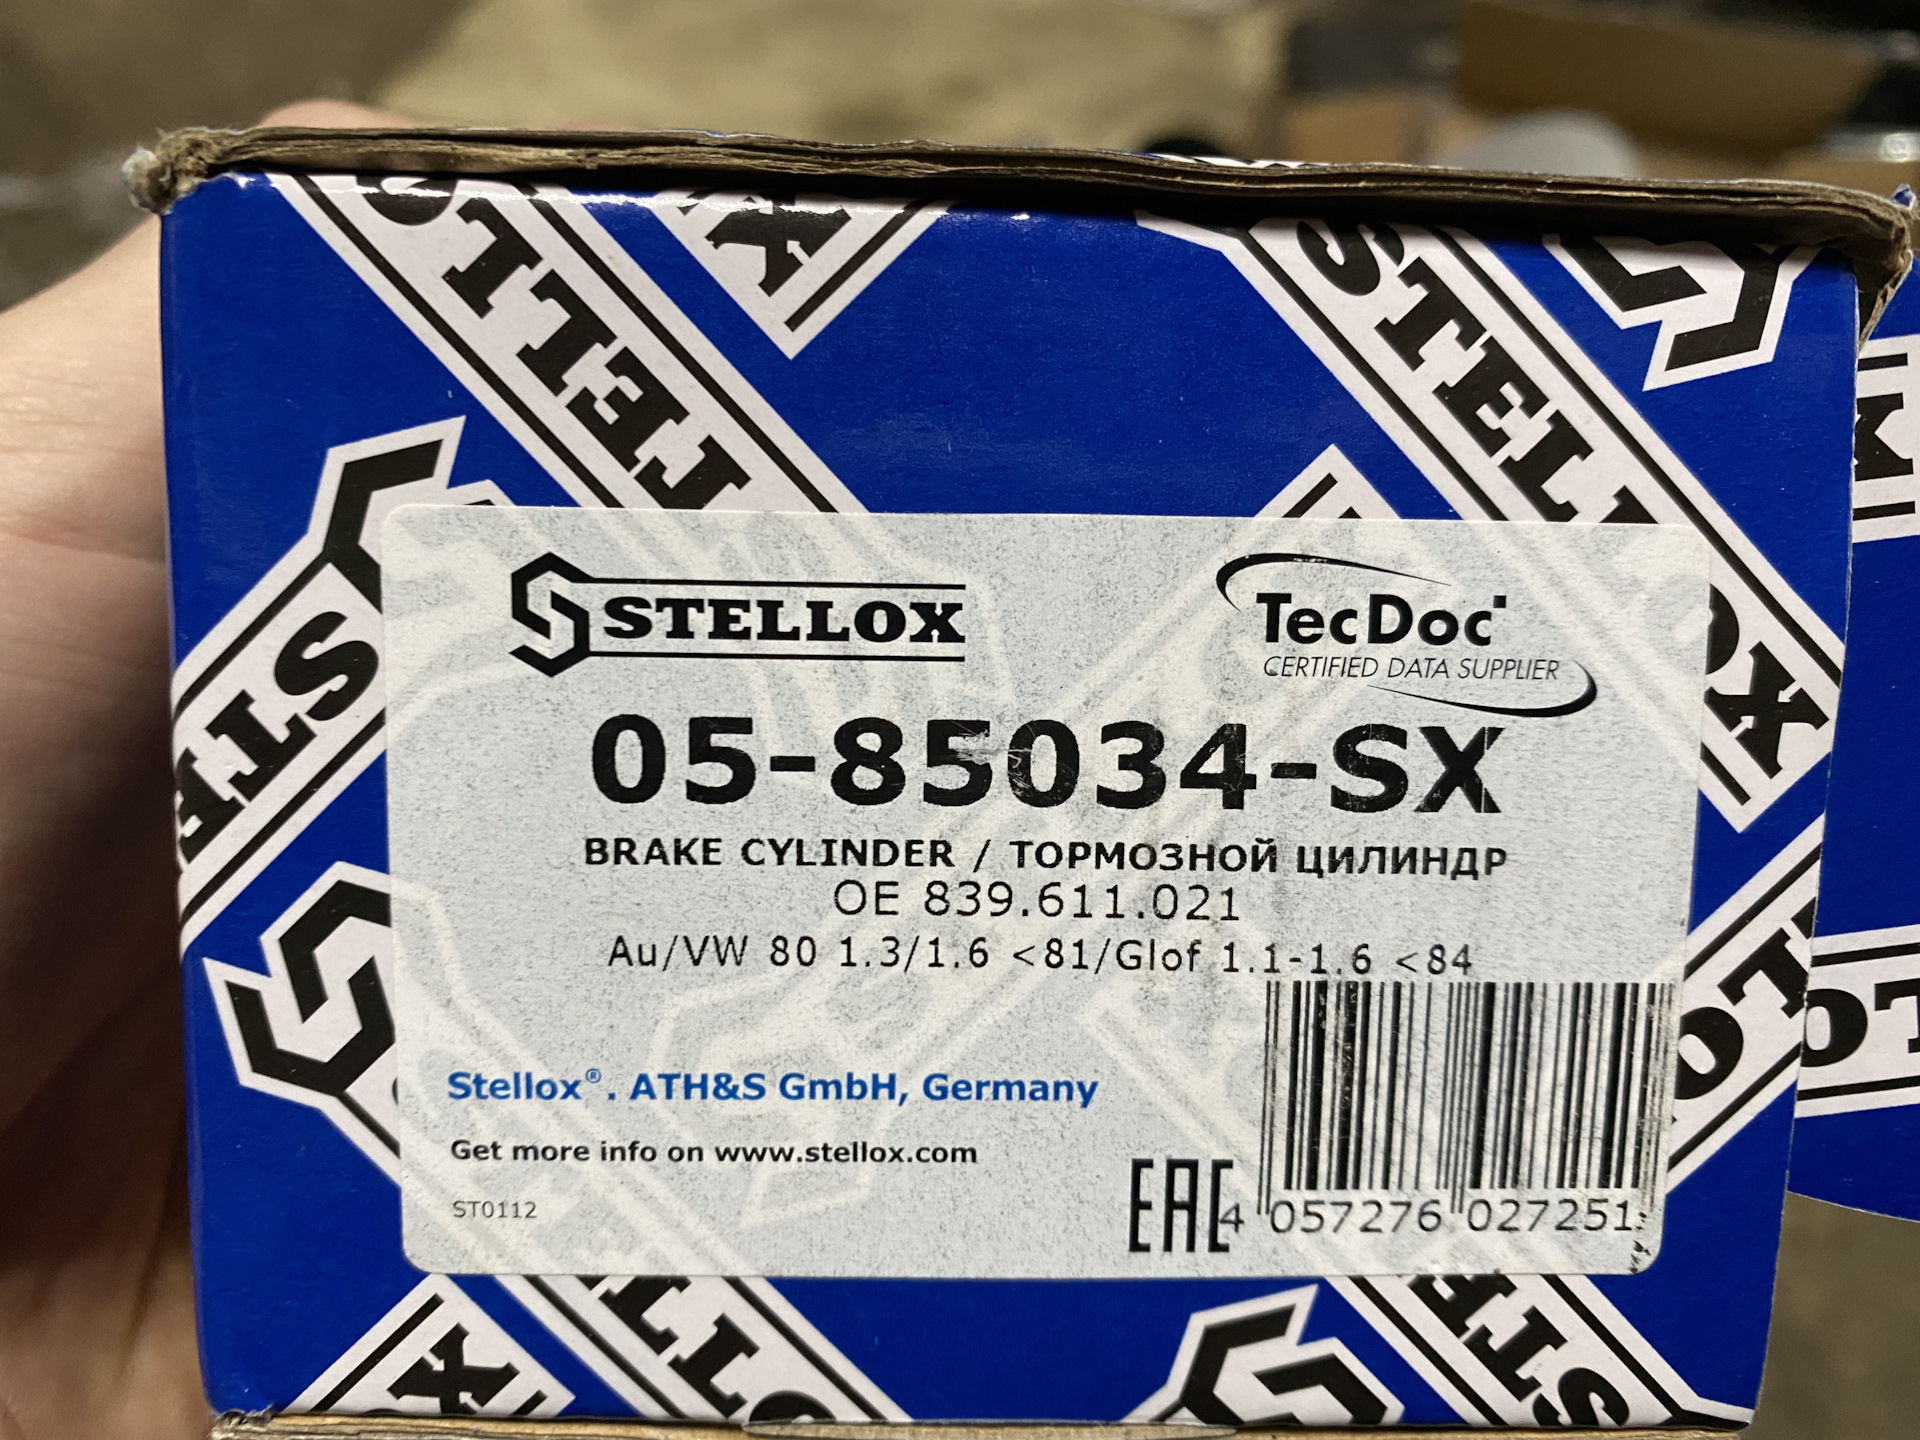 STELLOX
TecDoc
CERTIFIED DATA SUPPLIER
05-85034-SX
BRAKE CYLINDER / ТОРМОЗНОЙ ЦИЛИНДР
OE 839.611.021
Au/VW 80 1.3/1.6 <81/Glof 1.1-1.6 <84
Stellox®. ATH&S GmbH, Germany
Get more info on www.stellox.com
ST0112
EAC
4 057276 027251